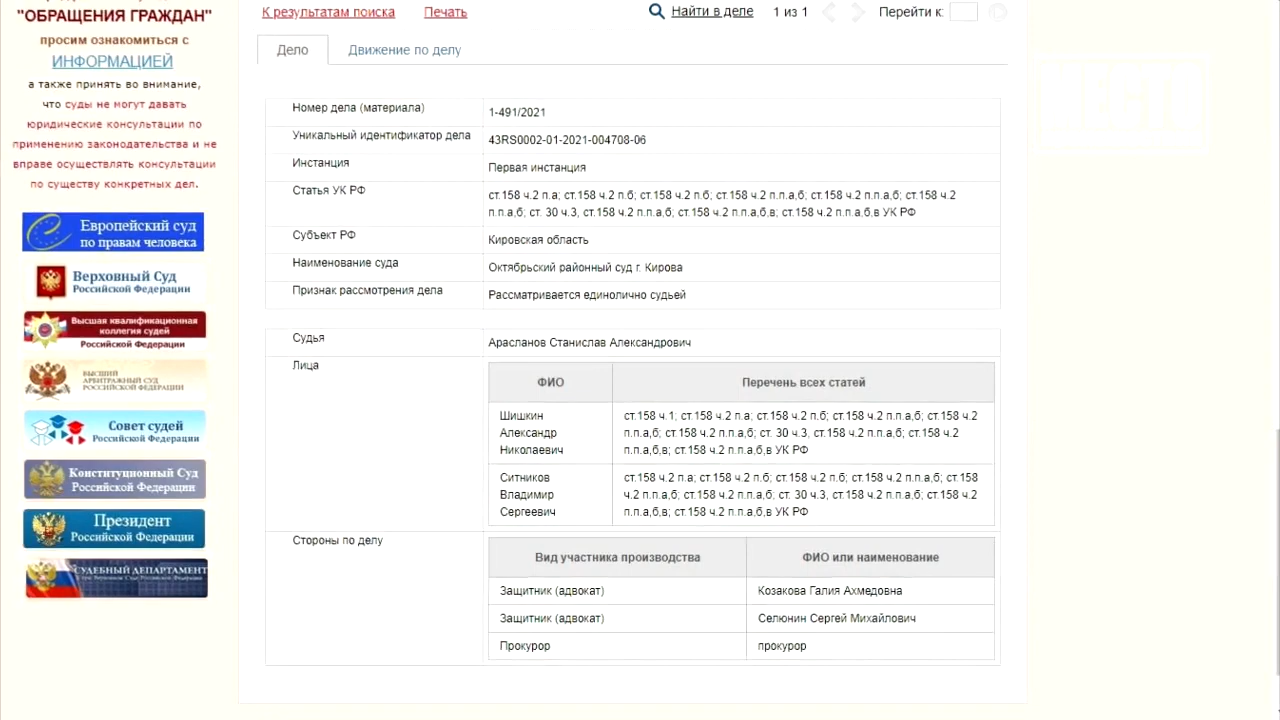 "ОБРАЩЕНИЯ ГРАЖДАН"
просим ознакомиться с
ИНФОРМАЦИЕЙ
а также принять во внимание,
что суды не могут давать
юридические консультации по
применению законодательства и не
вправе осуществлять консультации
по существу конкретных дел.
Европейский суд
по правам человека
Верховный Суд
Российской Федерации
Высшая квалификационная
коллегия судей
Российской Федерации
ВЫСШИЙ
АРБИТРАЖНЫЙ СУД
РОССИЙСКОЙ ФЕДЕРАЦИИ
Совет судей
Российской Федерации
Конституционный Суд
Российской Федерации
Президент
Российской Федерации
СУДЕБНЫЙ ДЕПАРТАМЕНТ
К результатам поиска Печать Найти в деле 1 из 1 Перейти к:
Дело Движение по делу
Номер дела (материала) 1-491/2021
Уникальный идентификатор дела 43RS0002-01-2021-004708-06
Инстанция Первая инстанция
Статья УК РФ ст.158 ч.2 п.а; ст.158 ч.2 п.б; ст.158 ч.2 п.б; ст.158 ч.2 п.п.а,б; ст.158 ч.2 п.п.а,б; ст.158 ч.2
п.п.а,б; ст. 30 ч.3, ст.158 ч.2 п.п.а,б; ст.158 ч.2 п.п.а,б,в; ст.158 ч.2 п.п.а,б,в УК РФ
Субъект РФ Кировская область
Наименование суда Октябрьский районный суд г. Кирова
Признак рассмотрения дела Рассматривается единолично судьей
Судья Арасланов Станислав Александрович
Лица
ФИО Перечень всех статей
Шишкин ст.158 ч.1; ст.158 ч.2 п.а; ст.158 ч.2 п.б; ст.158 ч.2 п.п.а,б; ст.158 ч.2
Александр п.п.а,б; ст.158 ч.2 п.п.а,б; ст. 30 ч.3, ст.158 ч.2 п.п.а,б; ст.158 ч.2
Николаевич п.п.а,б,в; ст.158 ч.2 п.п.а,б,в УК РФ
Ситников ст.158 ч.2 п.а; ст.158 ч.2 п.б; ст.158 ч.2 п.б; ст.158 ч.2 п.п.а,б; ст.158
Владимир ч.2 п.п.а,б; ст.158 ч.2 п.п.а,б; ст. 30 ч.3, ст.158 ч.2 п.п.а,б; ст.158 ч.2
Сергеевич п.п.а,б,в; ст.158 ч.2 п.п.а,б,в УК РФ
Стороны по делу
Вид участника производства ФИО или наименование
Защитник (адвокат) Козакова Галия Ахмедовна
Защитник (адвокат) Селюнин Сергей Михайлович
Прокурор прокурор
ВЕСТИ